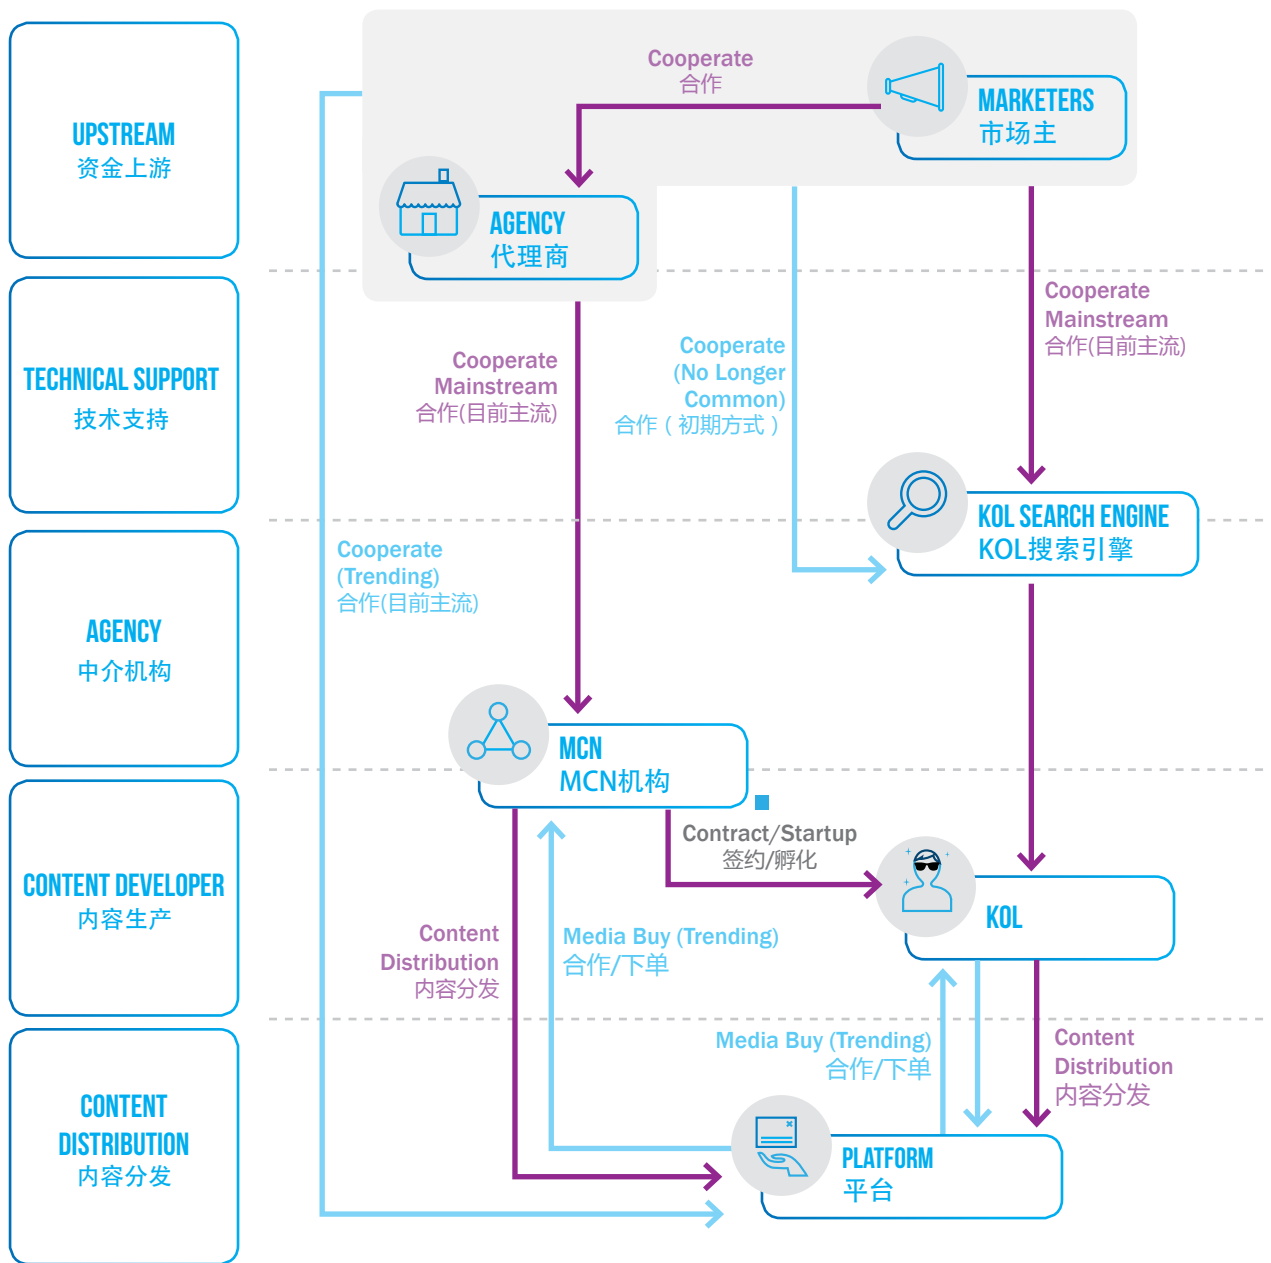 UPSTREAM
资金上游
TECHNICAL SUPPORT
技术支持
AGENCY
中介机构
CONTENT DEVELOPER
内容生产
CONTENT
DISTRIBUTION
内容分发
Cooperate
合作
MARKETERS
市场主
AGENCY
代理商
Cooperate
Mainstream
合作(目前主流)
Cooperate
(No Longer
Common)
合作（初期方式）
Cooperate
Mainstream
合作(目前主流)
KOL SEARCH ENGINE
KOL搜索引擎
Cooperate
(Trending)
合作(目前主流)
MCN
MCN机构
Contract/Startup
签约/孵化
KOL
Content
Distribution
内容分发
Media Buy (Trending)
合作/下单
Media Buy (Trending)
合作/下单
Content
Distribution
内容分发
PLATFORM
平台